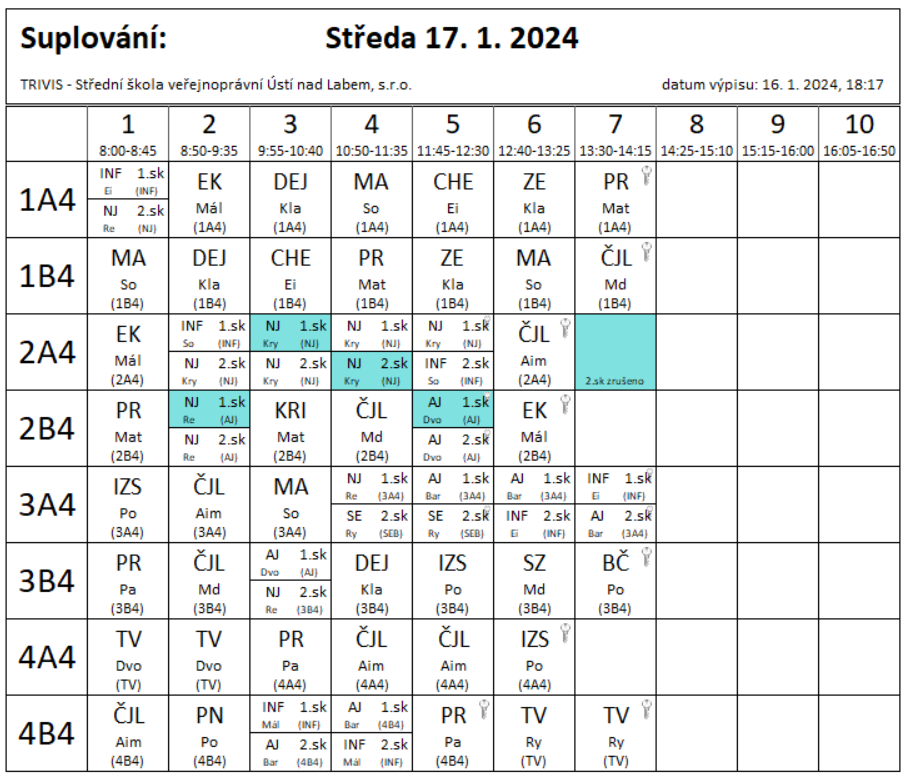 Suplování: Středa 17. 1. 2024
TRIVIS - Střední škola veřejnoprávní Ústí nad Labem, s.r.o. datum výpisu: 16. 1. 2024, 18:17
1 2 3 4 5 6 7 8 9 10
8:00-8:45 8:50-9:35 9:55-10:40 10:50-11:35 11:45-12:30 12:40-13:25 13:30-14:15 14:25-15:10 15:15-16:00 16:05-16:50
1A4
INF 1.sk
Ei (INF)
NJ 2.sk
Re (NJ)
EK
Mál
(1A4)
DEJ
Kla
(1A4)
MA
So
(1A4)
CHE
Ei
(1A4)
ZE
Kla
(1A4)
PR
Mat
(1A4)
1B4
MA
So
(1B4)
DEJ
Kla
(1B4)
CHE
Ei
(1B4)
PR
Mat
(1B4)
ZE
Kla
(1B4)
MA
So
(1B4)
ČJL
Md
(1B4)
2A4
EK
Mál
(2A4)
INF 1.sk
So (INF)
NJ 2.sk
Kry (NJ)
NJ 1.sk
Kry (NJ)
NJ 2.sk
Kry (NJ)
NJ 1.sk
Kry (NJ)
NJ 2.sk
Kry (NJ)
NJ 1.sk
Kry (NJ)
INF 2.sk
So (INF)
ČJL
Aim
(2A4)
2.sk zrušeno
2B4
PR
Mat
(2B4)
NJ 1.sk
Re (AJ)
NJ 2.sk
Re (AJ)
KRI
Mat
(2B4)
ČJL
Md
(2B4)
AJ 1.sk
Dvo (AJ)
AJ 2.sk
Dvo (AJ)
EK
Mál
(2B4)
3A4
IZS
Po
(3A4)
ČJL
Aim
(3A4)
MA
So
(3A4)
NJ 1.sk
Re (3A4)
SE 2.sk
Ry (SEB)
AJ 1.sk
Bar (3A4)
SE 2.sk
Ry (SEB)
AJ 1.sk
Bar (3A4)
INF 2.sk
Ei (INF)
INF 1.sk
Ei (INF)
AJ 2.sk
Bar (3A4)
3B4
PR
Pa
(3B4)
ČJL
Md
(3B4)
AJ 1.sk
Dvo (AJ)
NJ 2.sk
Re (3B4)
DEJ
Kla
(3B4)
IZS
Po
(3B4)
SZ
Md
(3B4)
BČ
Po
(3B4)
4A4
TV
Dvo
(TV)
TV
Dvo
(TV)
PR
Pa
(4A4)
ČJL
Aim
(4A4)
ČJL
Aim
(4A4)
IZS
Po
(4A4)
4B4
ČJL
Aim
(4B4)
PN
Po
(4B4)
INF 1.sk
Mál (INF)
AJ 2.sk
Bar (4B4)
AJ 1.sk
Bar (4B4)
INF 2.sk
Mál (INF)
PR
Pa
(4B4)
TV
Ry
(TV)
TV
Ry
(TV)